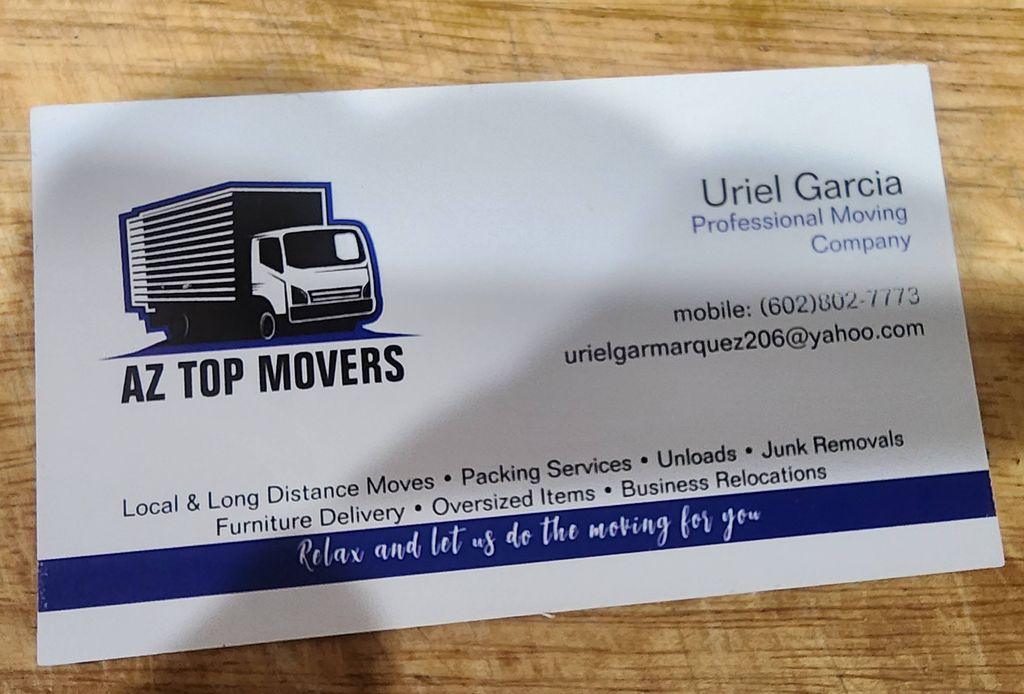 Uriel Garcia
Professional Moving
Company
mobile: (602)802-7773
urielgarmarquez206@yahoo.com
AZ TOP MOVERS
Local & Long Distance Moves • Packing Services • Unloads • Junk Removals
Furniture Delivery • Oversized Items • Business Relocations
Relax and let us do the moving for you